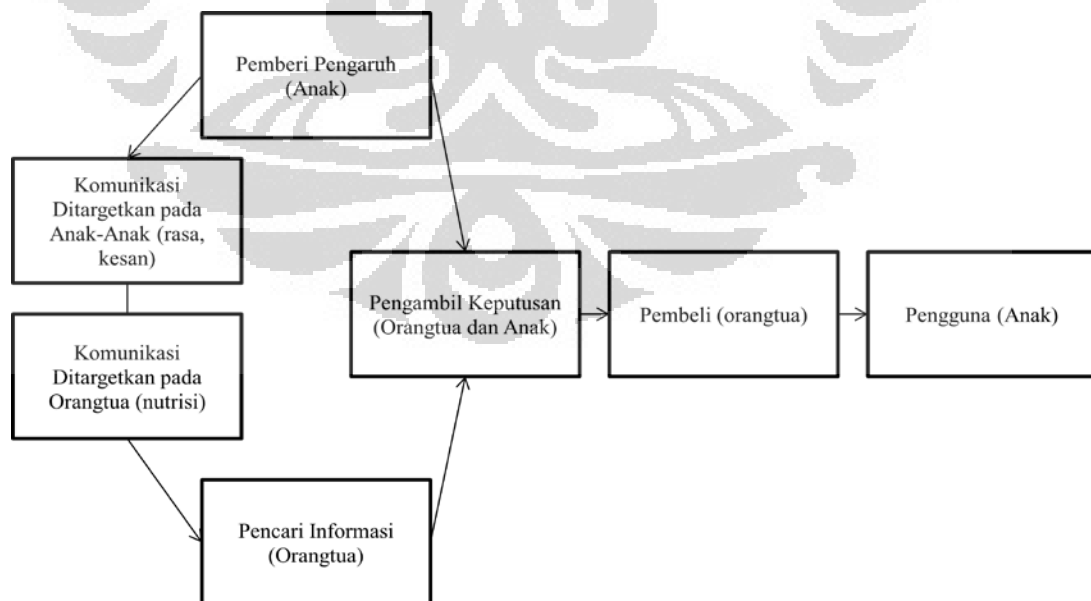 Pemberi Pengaruh
(Anak)
Komunikasi
Ditargetkan pada
Anak-Anak (rasa,
kesan)
Komunikasi
Ditargetkan pada
Orangtua (nutrisi)
Pengambil Keputusan
(Orangtua dan Anak)
Pembeli (orangtua)
Pengguna (Anak)
Pencari Informasi
(Orangtua)